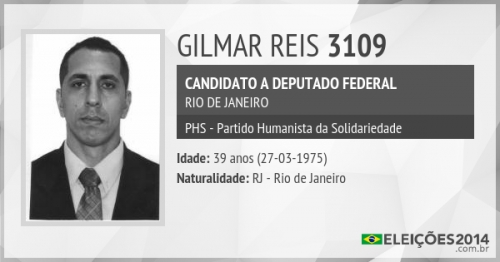 GILMAR REIS 3109
CANDIDATO A DEPUTADO FEDERAL
RIO DE JANEIRO
PHS - Partido Humanista da Solidariedade
Idade: 39 anos (27-03-1975)
Naturalidade: RJ - Rio de Janeiro
ELEIÇÕES2014
.com.br